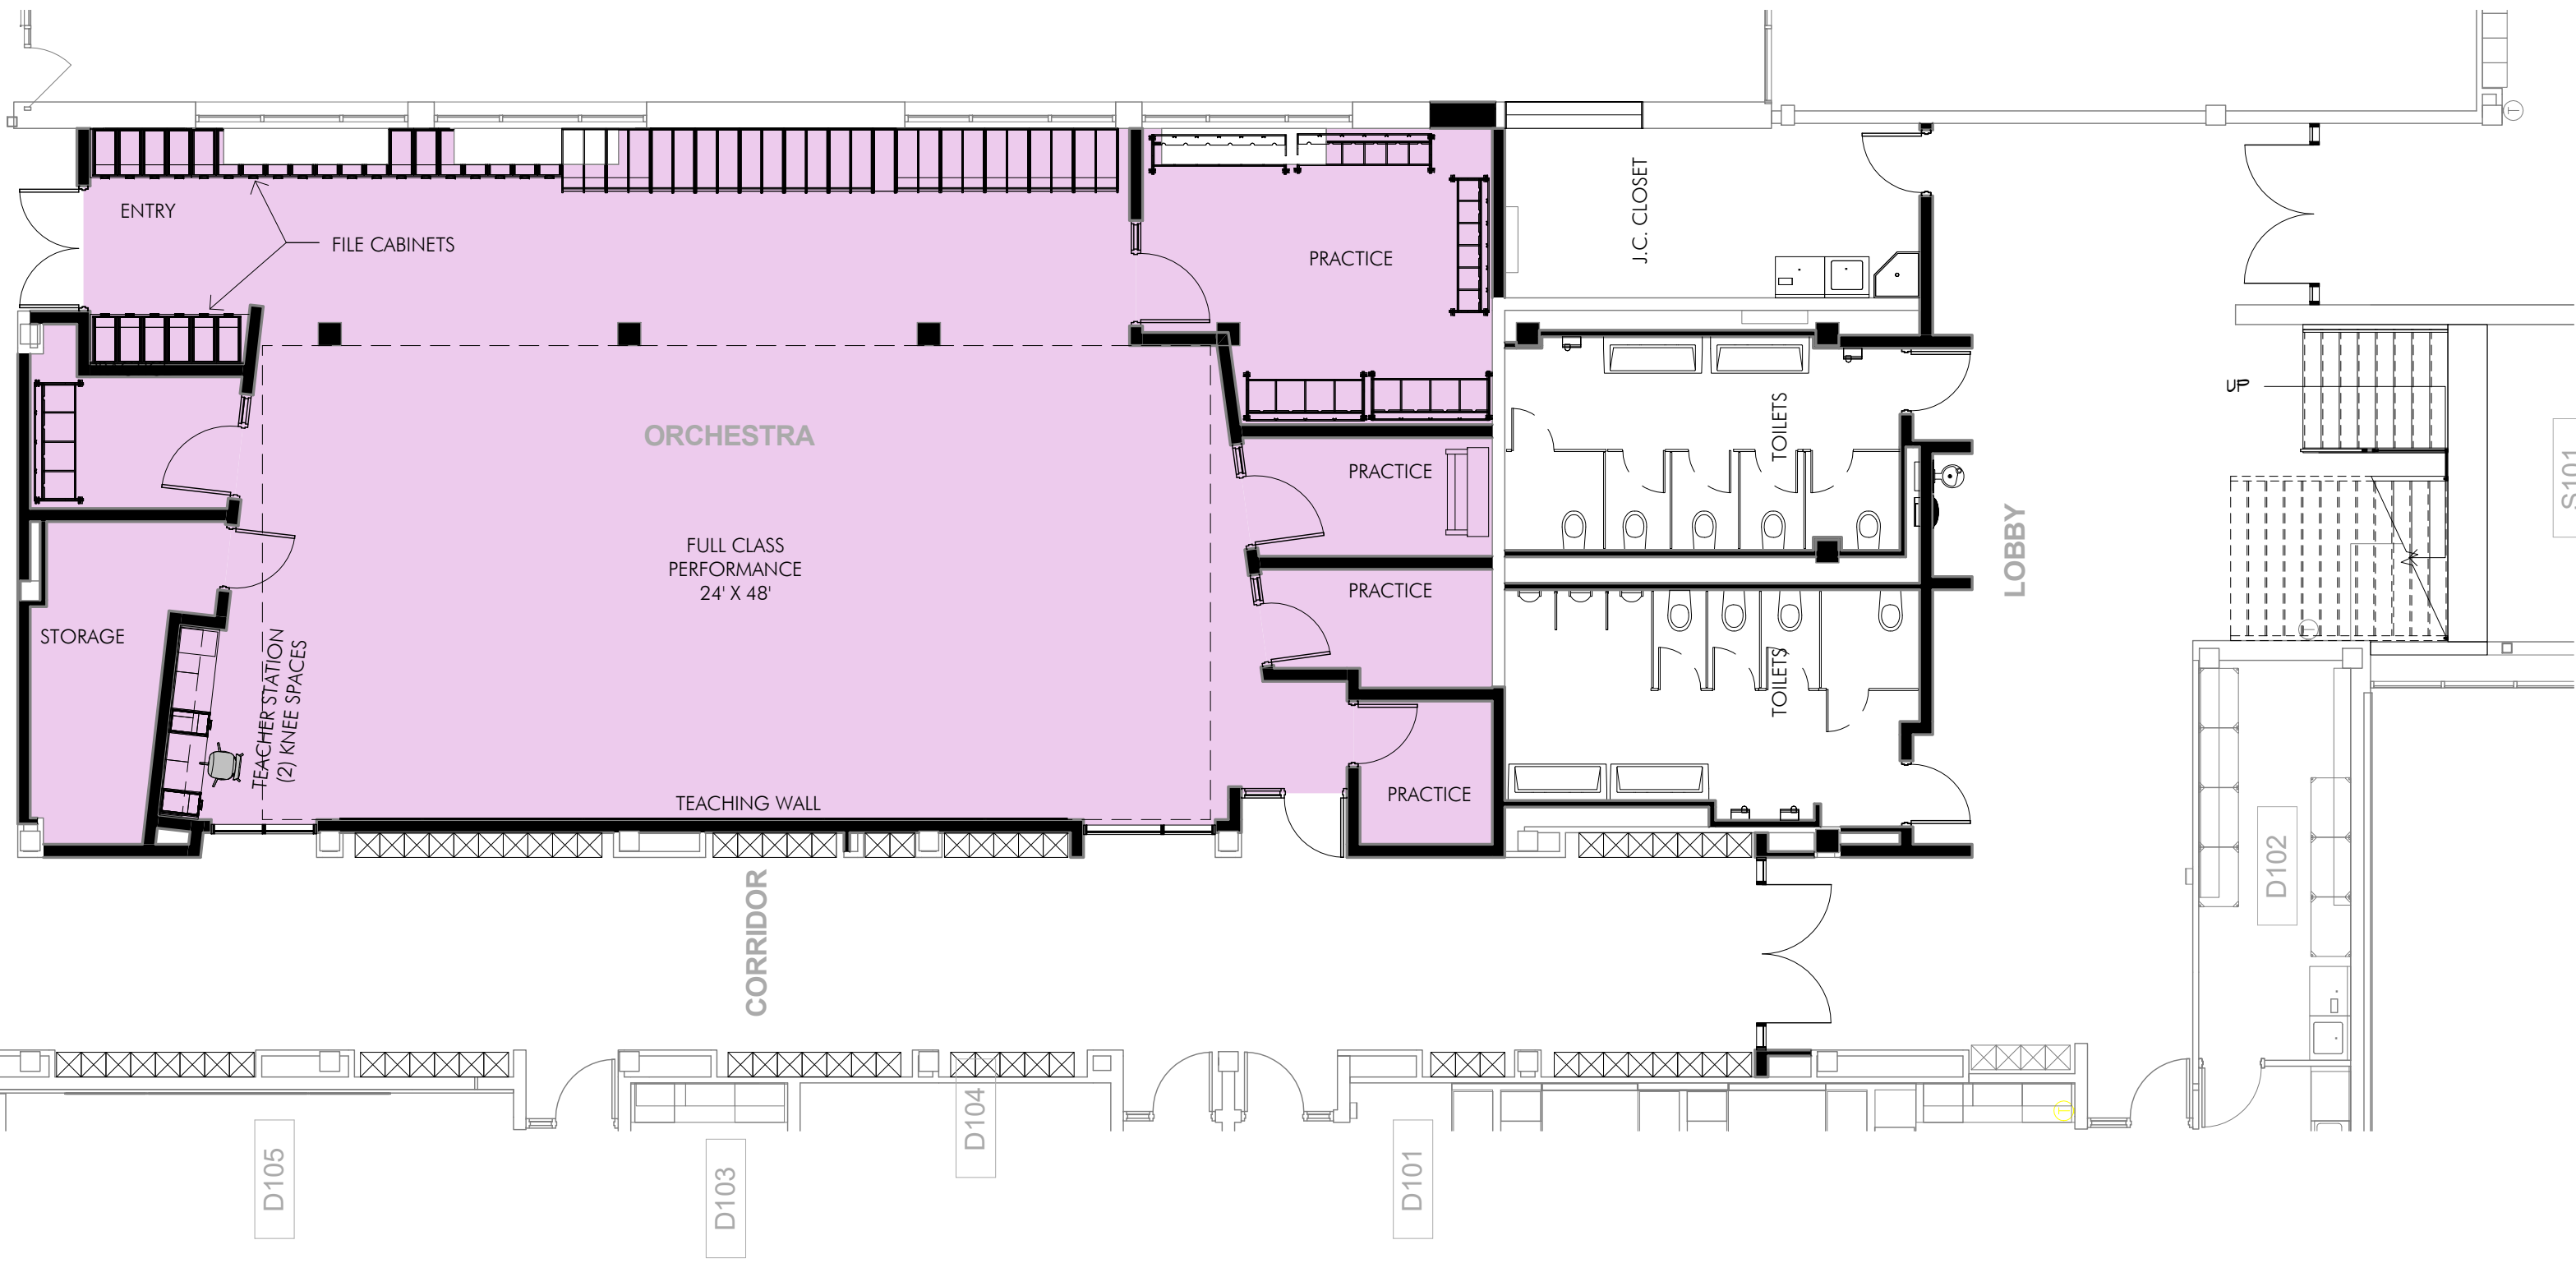 ENTRY
FILE CABINETS
PRACTICE
J.C. CLOSET
ORCHESTRA
PRACTICE
TOILETS
UP
S101
FULL CLASS
PERFORMANCE
24' X 48'
PRACTICE
LOBBY
STORAGE
TEACHER STATION
(2) KNEE SPACES
TOILETS
TEACHING WALL
PRACTICE
CORRIDOR
D102
D105
D103
D104
D101
T
T
T